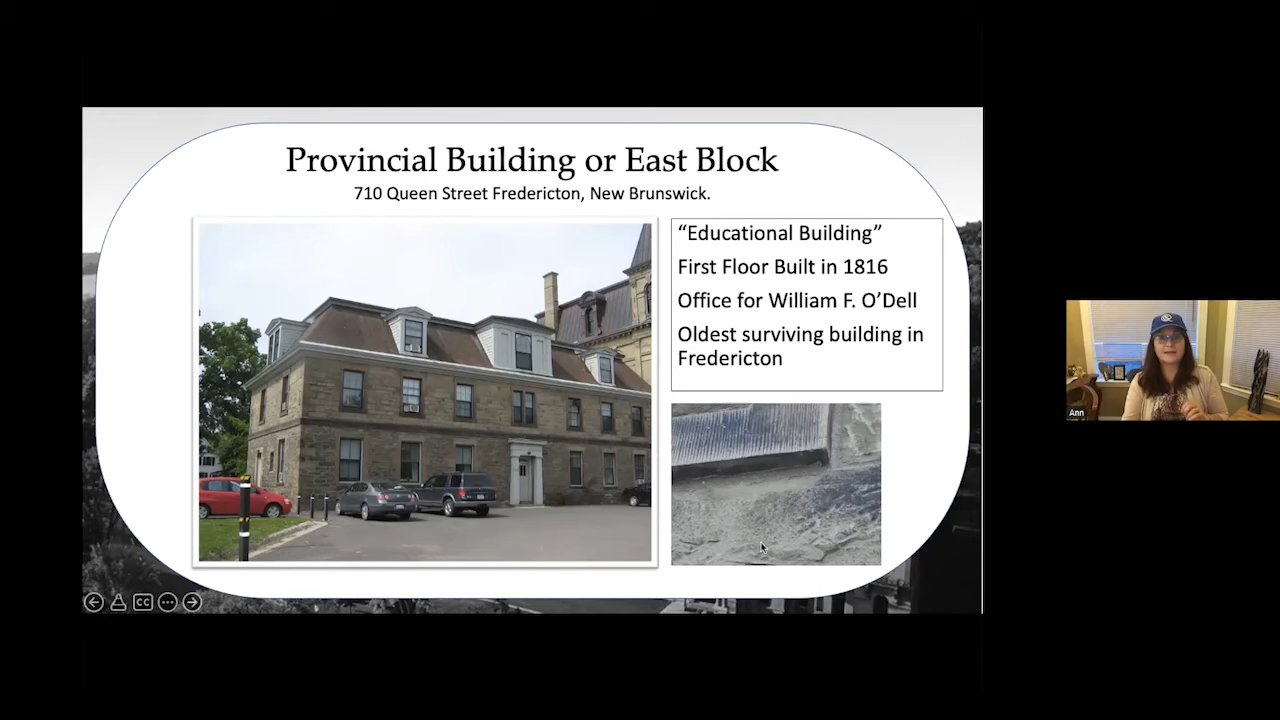 Provincial Building or East Block
710 Queen Street Fredericton, New Brunswick.
“Educational Building”
First Floor Built in 1816
Office for William F. O’Dell
Oldest surviving building in
Fredericton
CC
Ann